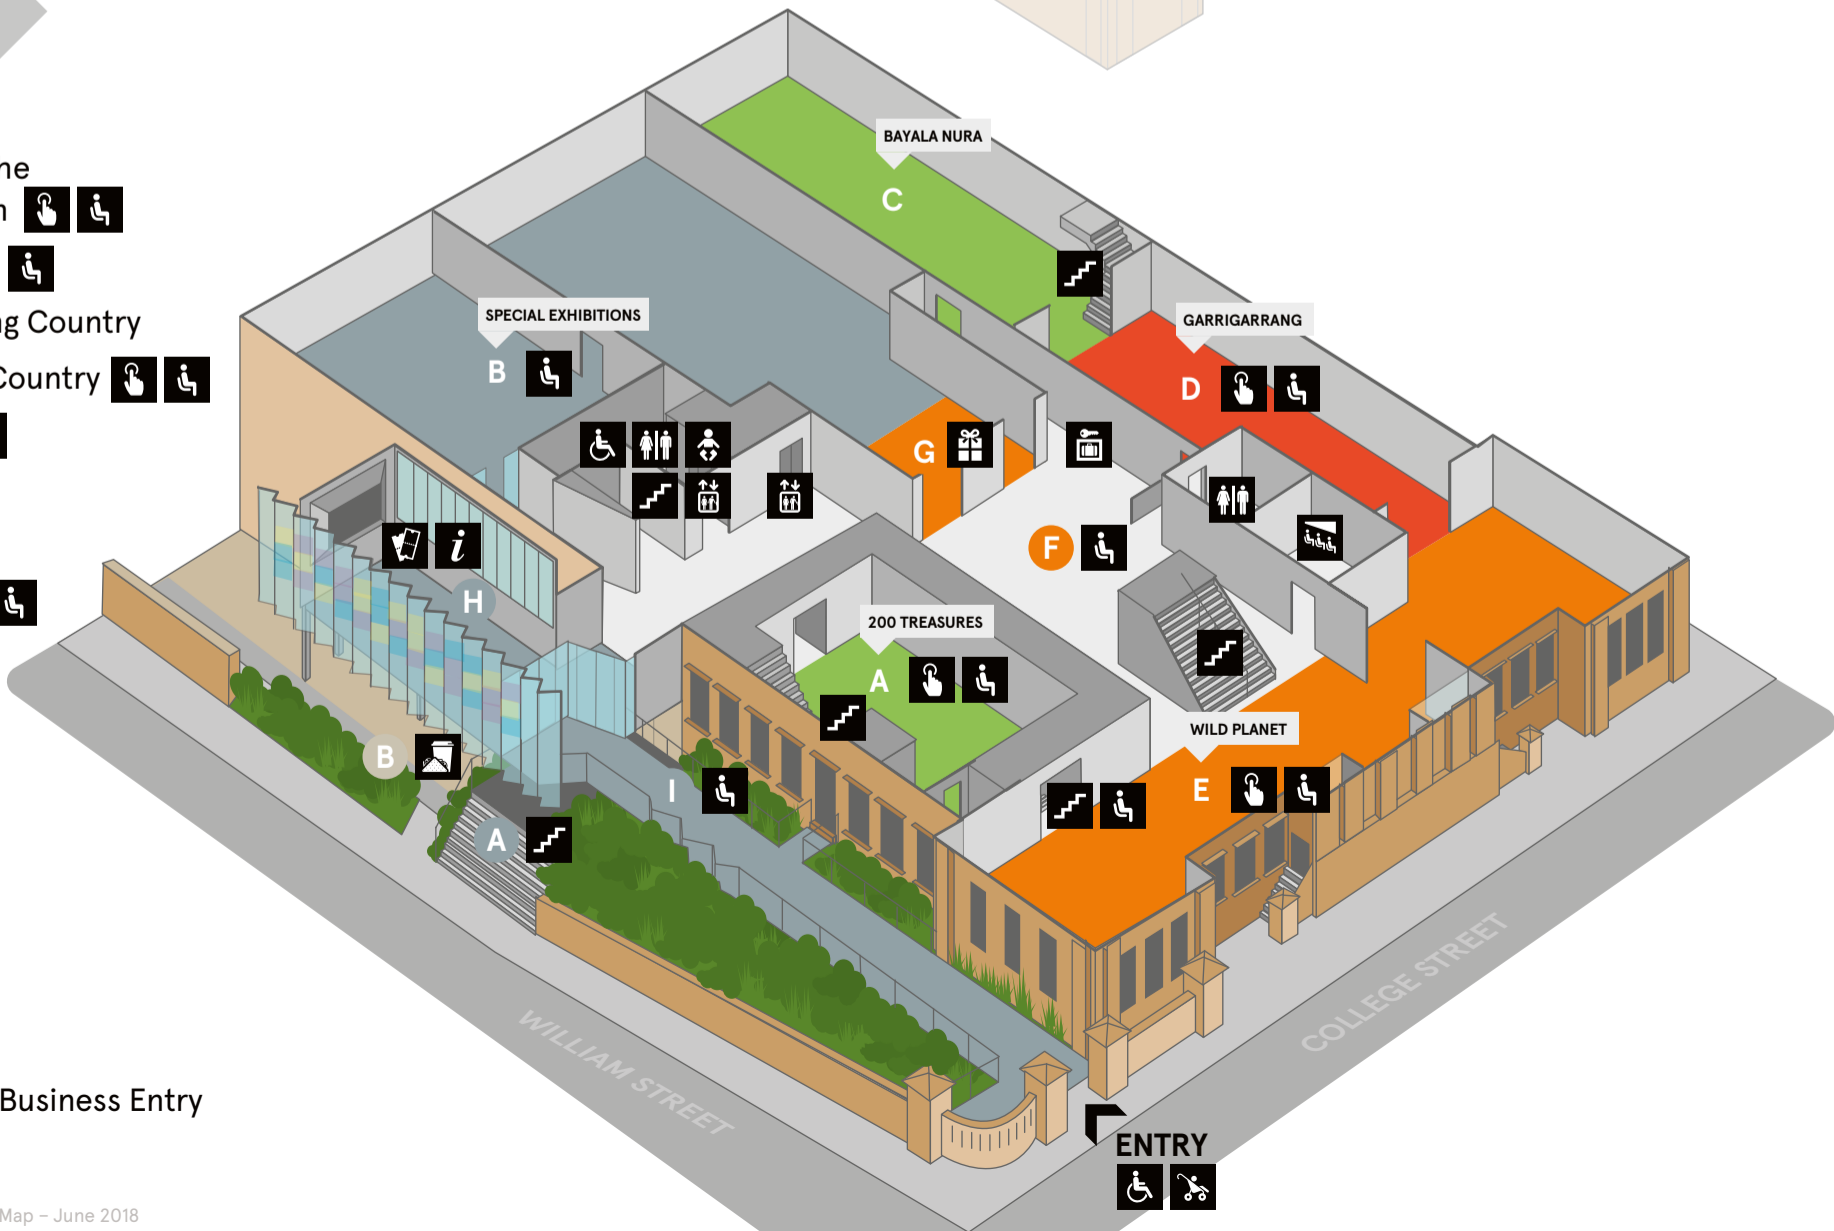 BAYALA NURA
C
SPECIAL EXHIBITIONS
B
GARRIGARRANG
D
G
F
H
200 TREASURES
A
WILD PLANET
E
B
I
A
ng Country
Country
Business Entry
WILLIAM STREET
COLLEGE STREET
ENTRY
Map – June 2018